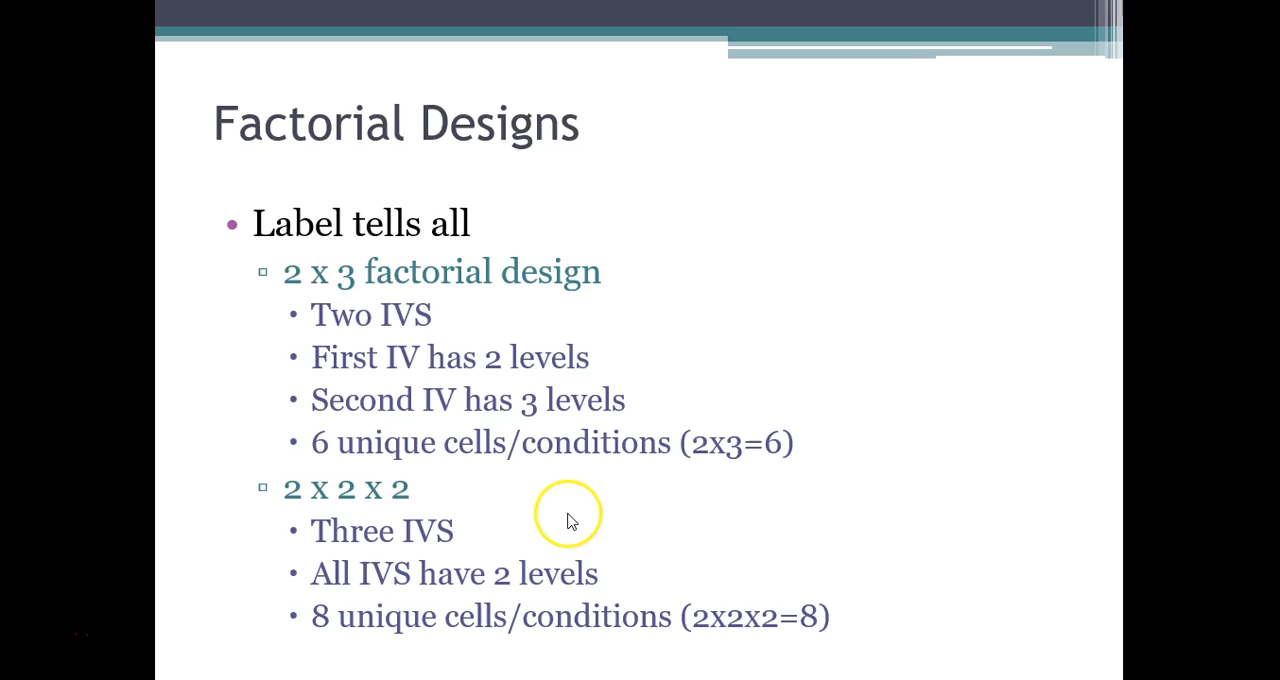 Factorial Designs
• Label tells all
▫ 2 x 3 factorial design
• Two IVS
• First IV has 2 levels
• Second IV has 3 levels
• 6 unique cells/conditions (2x3=6)
▫ 2 x 2 x 2
• Three IVS
• All IVS have 2 levels
• 8 unique cells/conditions (2x2x2=8)